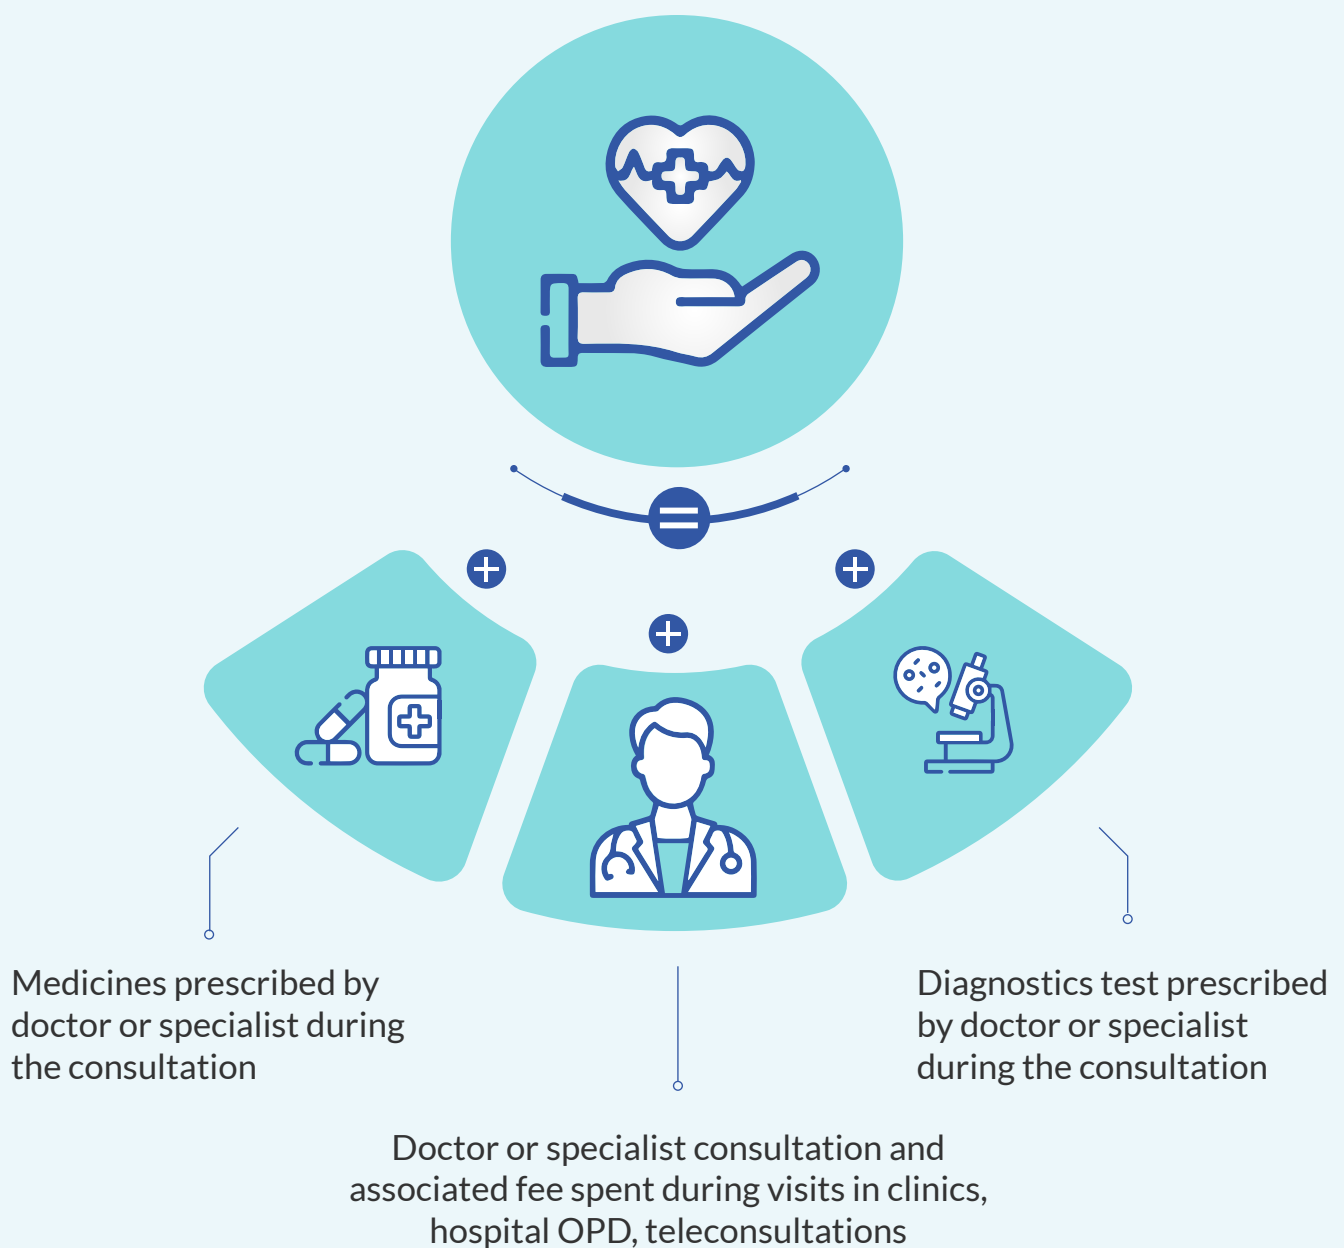 Medicines prescribed by
doctor or specialist during
the consultation
Doctor or specialist consultation and
associated fee spent during visits in clinics,
hospital OPD, teleconsultations
Diagnostics test prescribed
by doctor or specialist
during the consultation